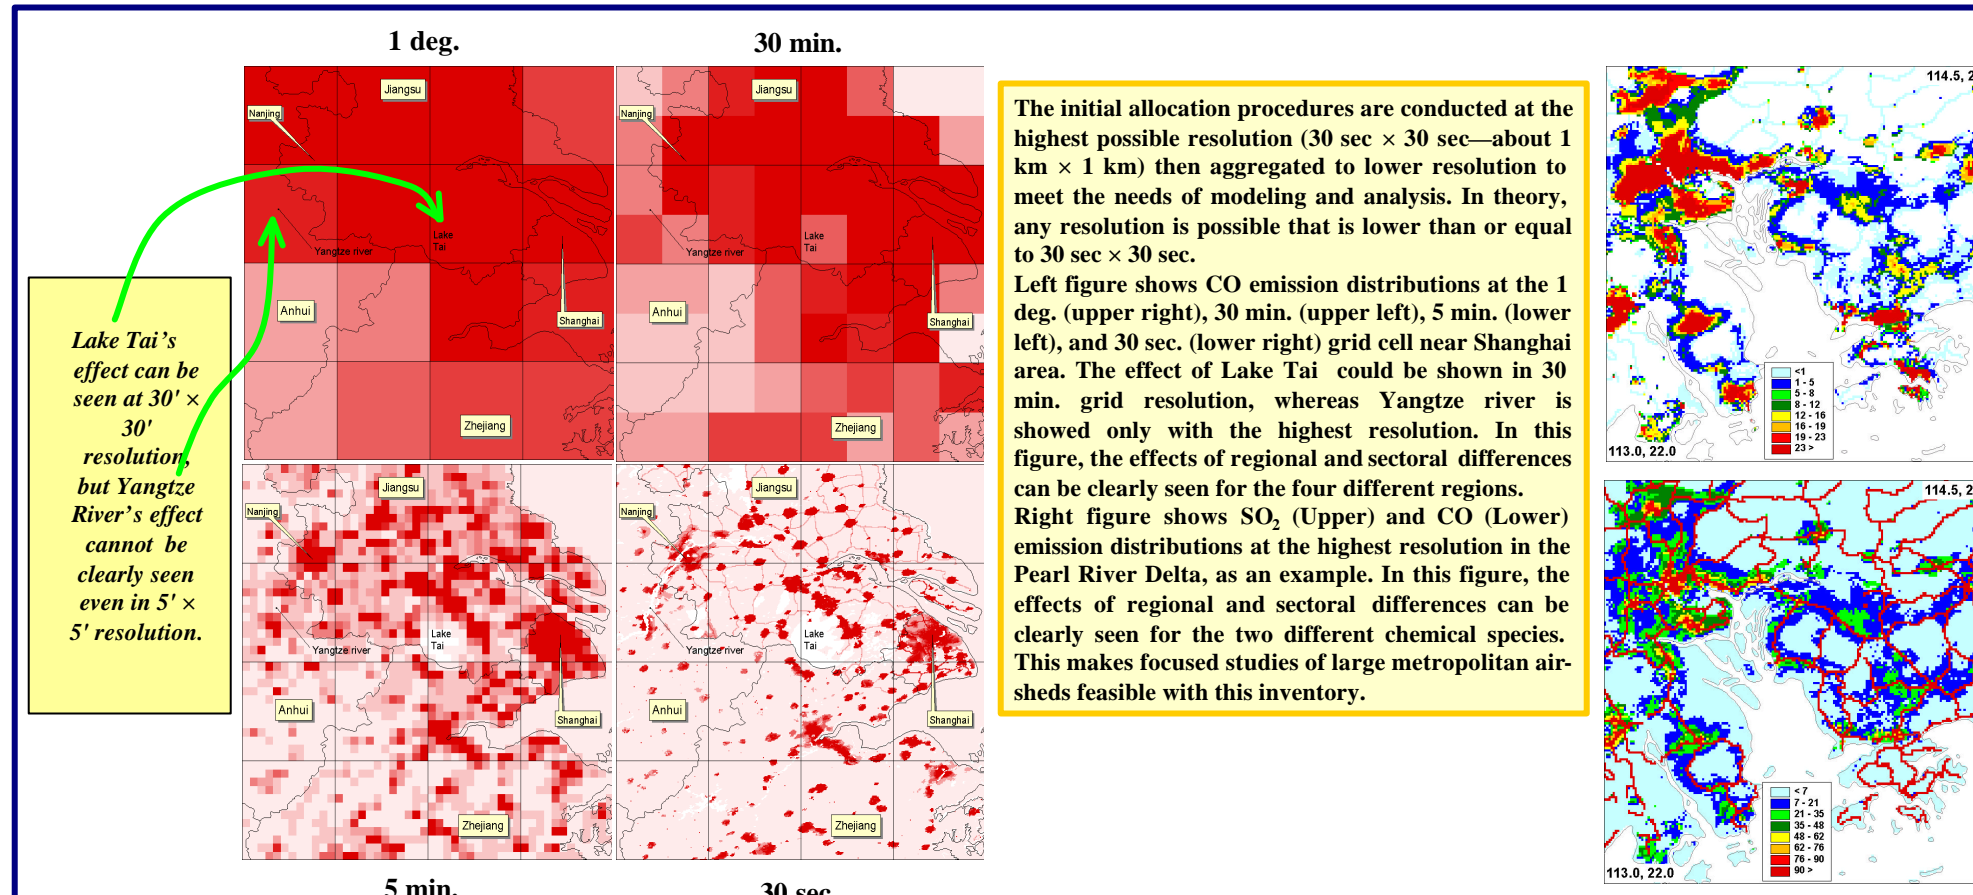 1 deg.
30 min.
Jiangsu
Nanjing
Lake
Tai
Yangtze river
Anhui
Shanghai
Zhejiang
Jiangsu
Nanjing
Lake
Tai
Yangtze river
Anhui
Shanghai
Zhejiang
Lake Tai's
effect can be
seen at 30' ×
30'
resolution,
but Yangtze
River's effect
cannot be
clearly seen
even in 5' ×
5' resolution.
Jiangsu
Nanjing
Lake
Tai
Yangtze river
Anhui
Shanghai
Zhejiang
Jiangsu
Nanjing
Lake
Tai
Yangtze river
Anhui
Shanghai
Zhejiang
5 min.
30 sec.
The initial allocation procedures are conducted at the
highest possible resolution (30 sec × 30 sec—about 1
km × 1 km) then aggregated to lower resolution to
meet the needs of modeling and analysis. In theory,
any resolution is possible that is lower than or equal
to 30 sec × 30 sec.
Left figure shows CO emission distributions at the 1
deg. (upper right), 30 min. (upper left), 5 min. (lower
left), and 30 sec. (lower right) grid cell near Shanghai
area. The effect of Lake Tai could be shown in 30
min. grid resolution, whereas Yangtze river is
showed only with the highest resolution. In this
figure, the effects of regional and sectoral differences
can be clearly seen for the four different regions.
Right figure shows SO2 (Upper) and CO (Lower)
emission distributions at the highest resolution in the
Pearl River Delta, as an example. In this figure, the
effects of regional and sectoral differences can be
clearly seen for the two different chemical species.
This makes focused studies of large metropolitan air-
sheds feasible with this inventory.
114.5, 2
<1
1 - 5
5 - 8
8 - 12
12 - 16
16 - 19
19 - 23
23 >
113.0, 22.0
114.5, 2
< 7
7 - 21
21 - 35
35 - 48
48 - 62
62 - 76
76 - 90
90 >
113.0, 22.0